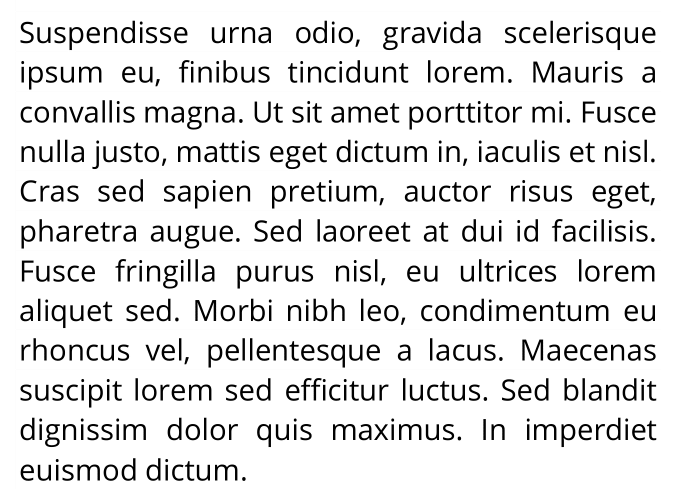 Suspendisse urna odio, gravida scelerisque
ipsum eu, finibus tincidunt lorem. Mauris a
convallis magna. Ut sit amet porttitor mi. Fusce
nulla justo, mattis eget dictum in, iaculis et nisl.
Cras sed sapien pretium, auctor risus eget,
pharetra augue. Sed laoreet at dui id facilisis.
Fusce fringilla purus nisl, eu ultrices lorem
aliquet sed. Morbi nibh leo, condimentum eu
rhoncus vel, pellentesque a lacus. Maecenas
suscipit lorem sed efficitur luctus. Sed blandit
dignissim dolor quis maximus. In imperdiet
euismod dictum.